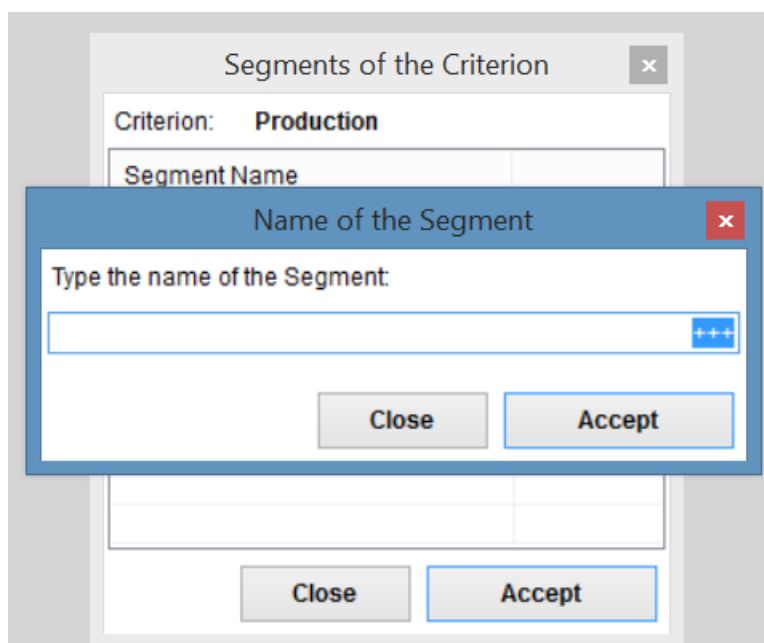 Segments of the Criterion
x
Criterion: Production
Segment Name
Name of the Segment
x
Type the name of the Segment:
+++
Close Accept
Close Accept